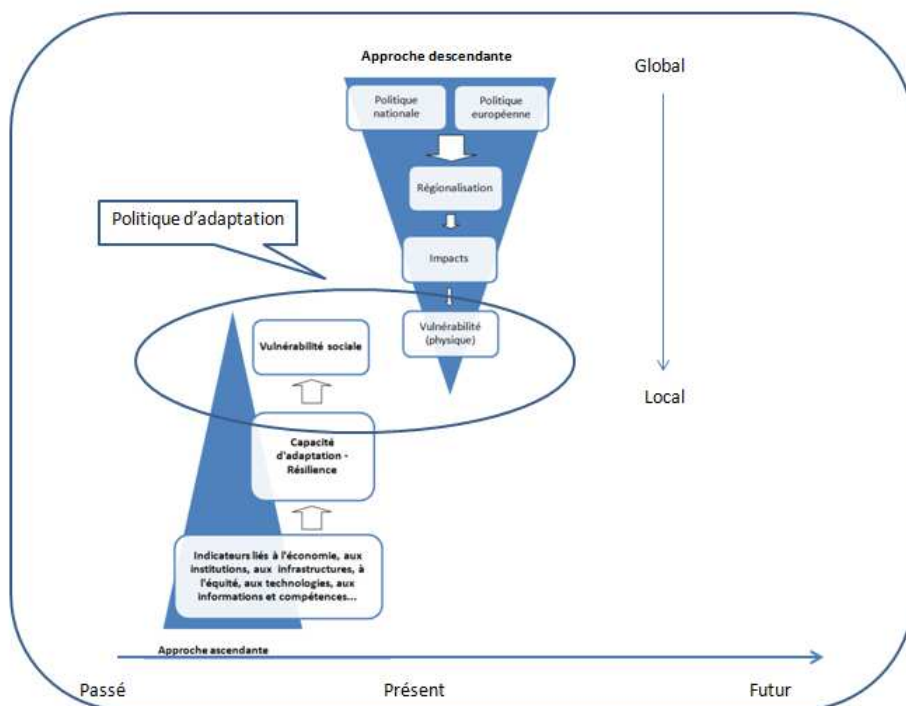 Approche descendante
Global
Politique
nationale
Politique
européenne
Régionalisation
Politique d'adaptation
Impacts
Vulnérabilité
(physique)
Vulnérabilité sociale
Local
Capacité
d'adaptation -
Résilience
Indicateurs liés à l'économie, aux
institutions, aux infrastructures, à
l'équité, aux technologies, aux
informations et compétences...
Approche ascendante
Passé
Présent
Futur